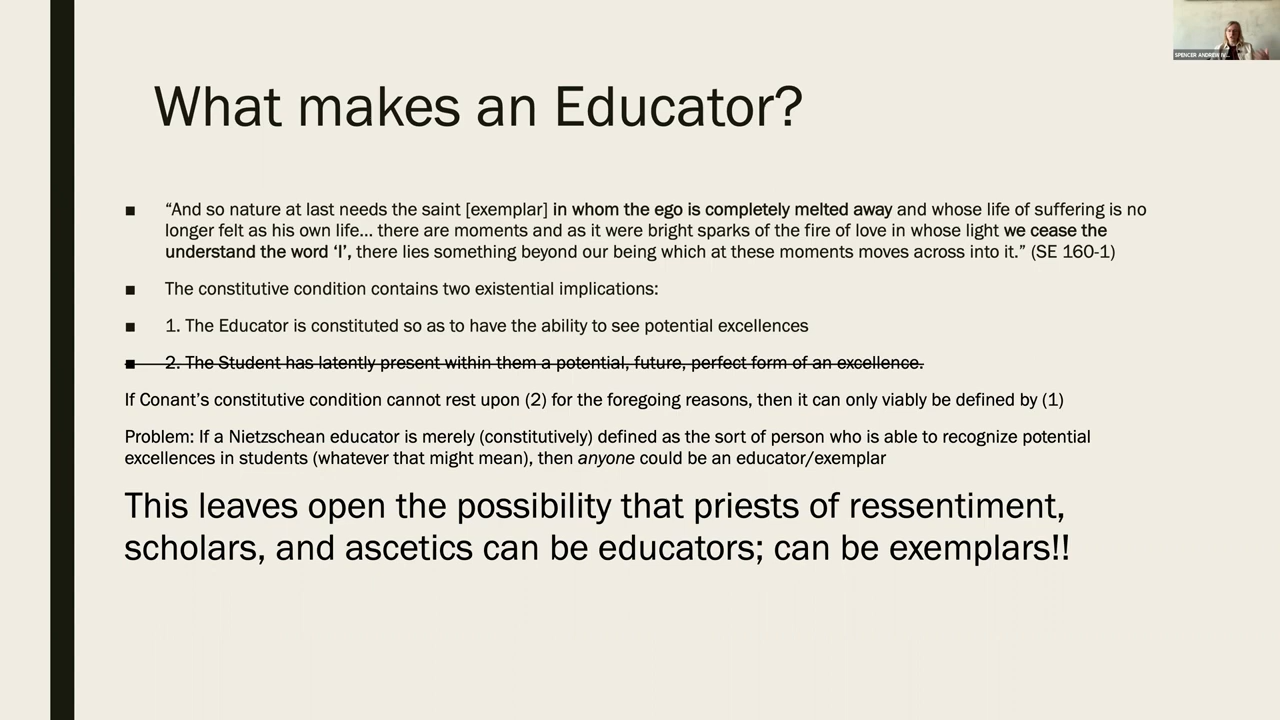 SPENCER ANDREW
What makes an Educator?
■ “And so nature at last needs the saint [exemplar] in whom the ego is completely melted away and whose life of suffering is no
longer felt as his own life… there are moments and as it were bright sparks of the fire of love in whose light we cease the
understand the word ‘I’, there lies something beyond our being which at these moments moves across into it.” (SE 160-1)
■ The constitutive condition contains two existential implications:
■ 1. The Educator is constituted so as to have the ability to see potential excellences
■ 2. The Student has latently present within them a potential, future, perfect form of an excellence.
If Conant’s constitutive condition cannot rest upon (2) for the foregoing reasons, then it can only viably be defined by (1)
Problem: If a Nietzschean educator is merely (constitutively) defined as the sort of person who is able to recognize potential
excellences in students (whatever that might mean), then anyone could be an educator/exemplar
This leaves open the possibility that priests of ressentiment,
scholars, and ascetics can be educators; can be exemplars!!